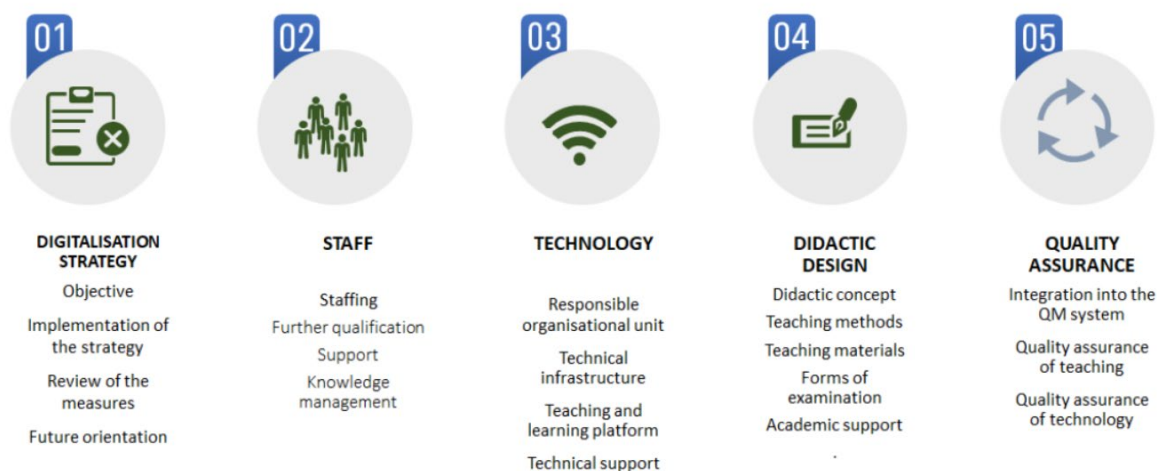 01
DIGITALISATION
STRATEGY
Objective
Implementation of
the strategy
Review of the
measures
Future orientation
02
STAFF
Staffing
Further qualification
Support
Knowledge
management
03
TECHNOLOGY
Responsible
organisational unit
Technical
infrastructure
Teaching and
learning platform
Technical support
04
DIDACTIC
DESIGN
Didactic concept
Teaching methods
Teaching materials
Forms of
examination
Academic support
.
05
QUALITY
ASSURANCE
Integration into the
QM system
Quality assurance
of teaching
Quality assurance
of technology